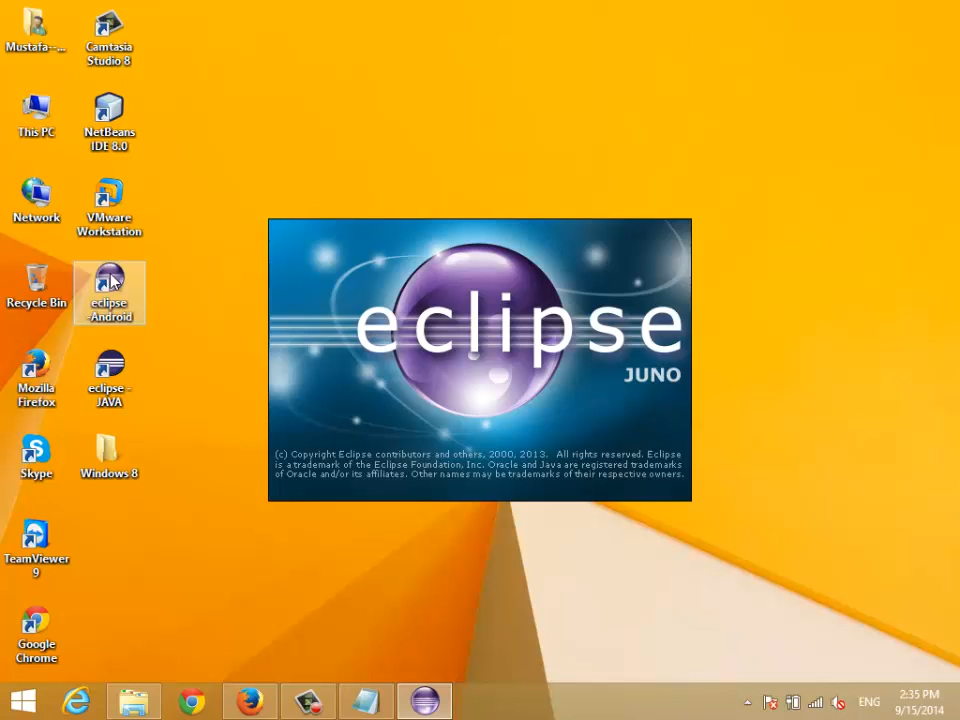 Mustafa--...
Camtasia
Studio 8
This PC
NetBeans
IDE 8.0
Network
VMware
Workstation
Recycle Bin
eclipse
-Android
Mozilla
Firefox
eclipse -
JAVA
Skype
Windows 8
TeamViewer
9
Google
Chrome
eclipse
JUNO
(c) Copyright Eclipse contributors and others, 2000, 2013. All rights reserved. Eclipse
is a trademark of the Eclipse Foundation, Inc. Oracle and Java are registered trademarks
of Oracle and/or its affiliates. Other names may be trademarks of their respective owners.
ENG
2:35 PM
9/15/2014